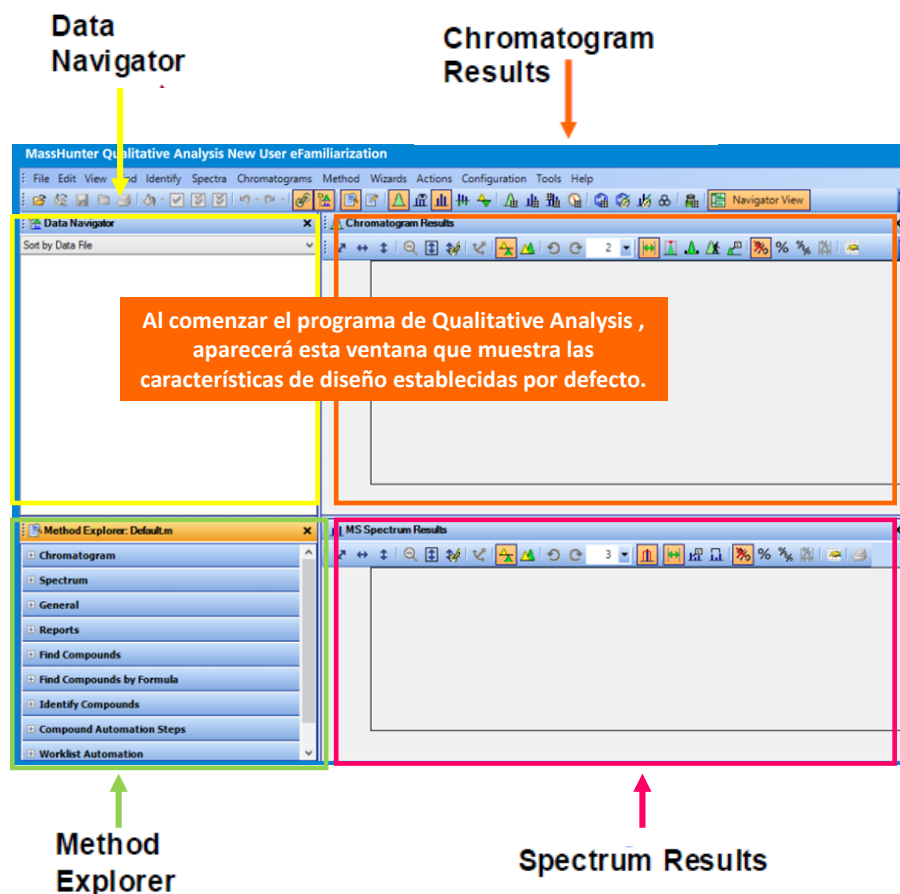 Data
Navigator
Chromatogram
Results
MassHunter Qualitative Analysis New User eFamiliarization
File Edit View Find Identify Spectra Chromatograms Method Wizards Actions Configuration Tools Help
Navigator View
Data Navigator
Sort by Data File
Chromatogram Results
2
Al comenzar el programa de Qualitative Analysis ,
aparecerá esta ventana que muestra las
características de diseño establecidas por defecto.
Method Explorer: Default.m
Chromatogram
Spectrum
General
Reports
Find Compounds
Find Compounds by Formula
Identify Compounds
Compound Automation Steps
Worklist Automation
MS Spectrum Results
3
Method
Explorer
Spectrum Results